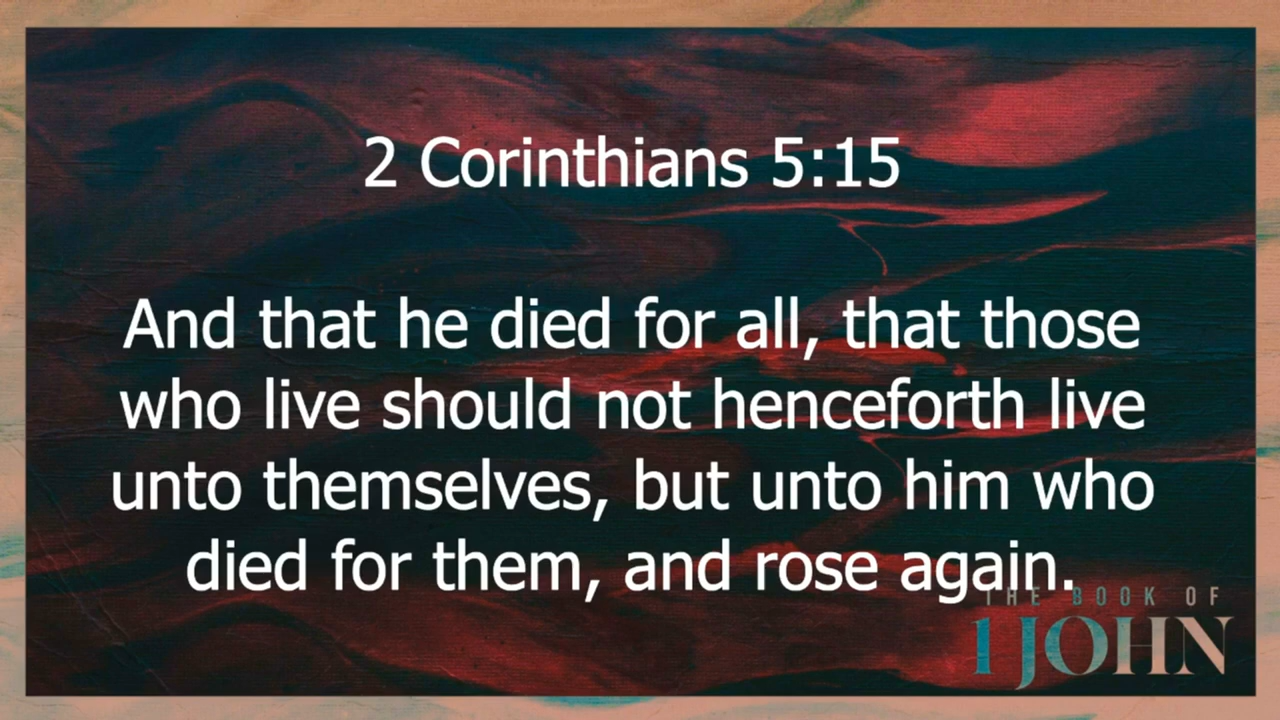 2 Corinthians 5:15
And that he died for all, that those
who live should not henceforth live
unto themselves, but unto him who
died for them, and rose again.
THE BOOK OF
1 JOHN